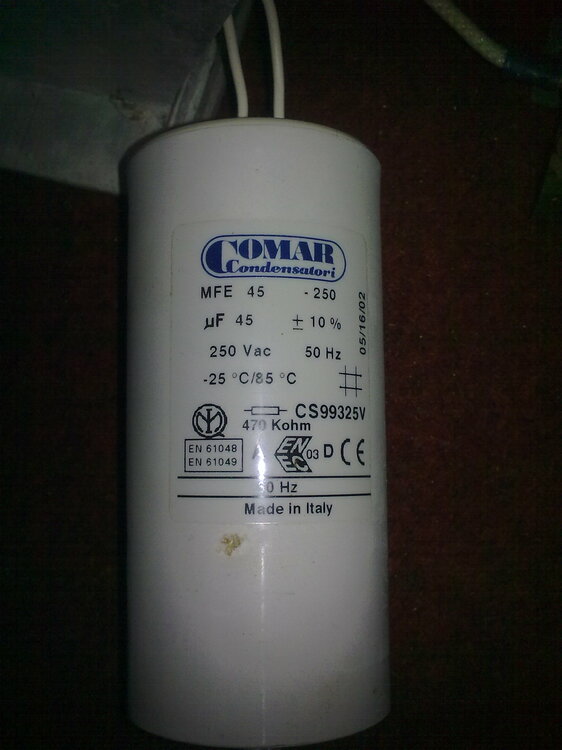 COMAR
Condensatori
MFE 45 - 250
µF 45 ± 10 %
250 Vac 50 Hz
05/16/02
-25 °C/85 °C
CS99325V
470 Kohm
EN 61048
EN 61049
A ENEC 03 D CE
Hz
Made in Italy